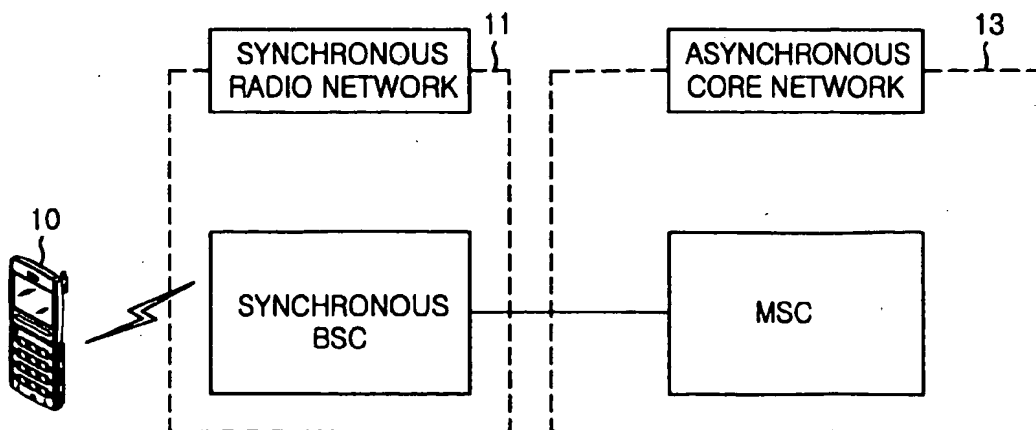 11
13
SYNCHRONOUS
RADIO NETWORK
ASYNCHRONOUS
CORE NETWORK
10
SYNCHRONOUS
BSC
MSC